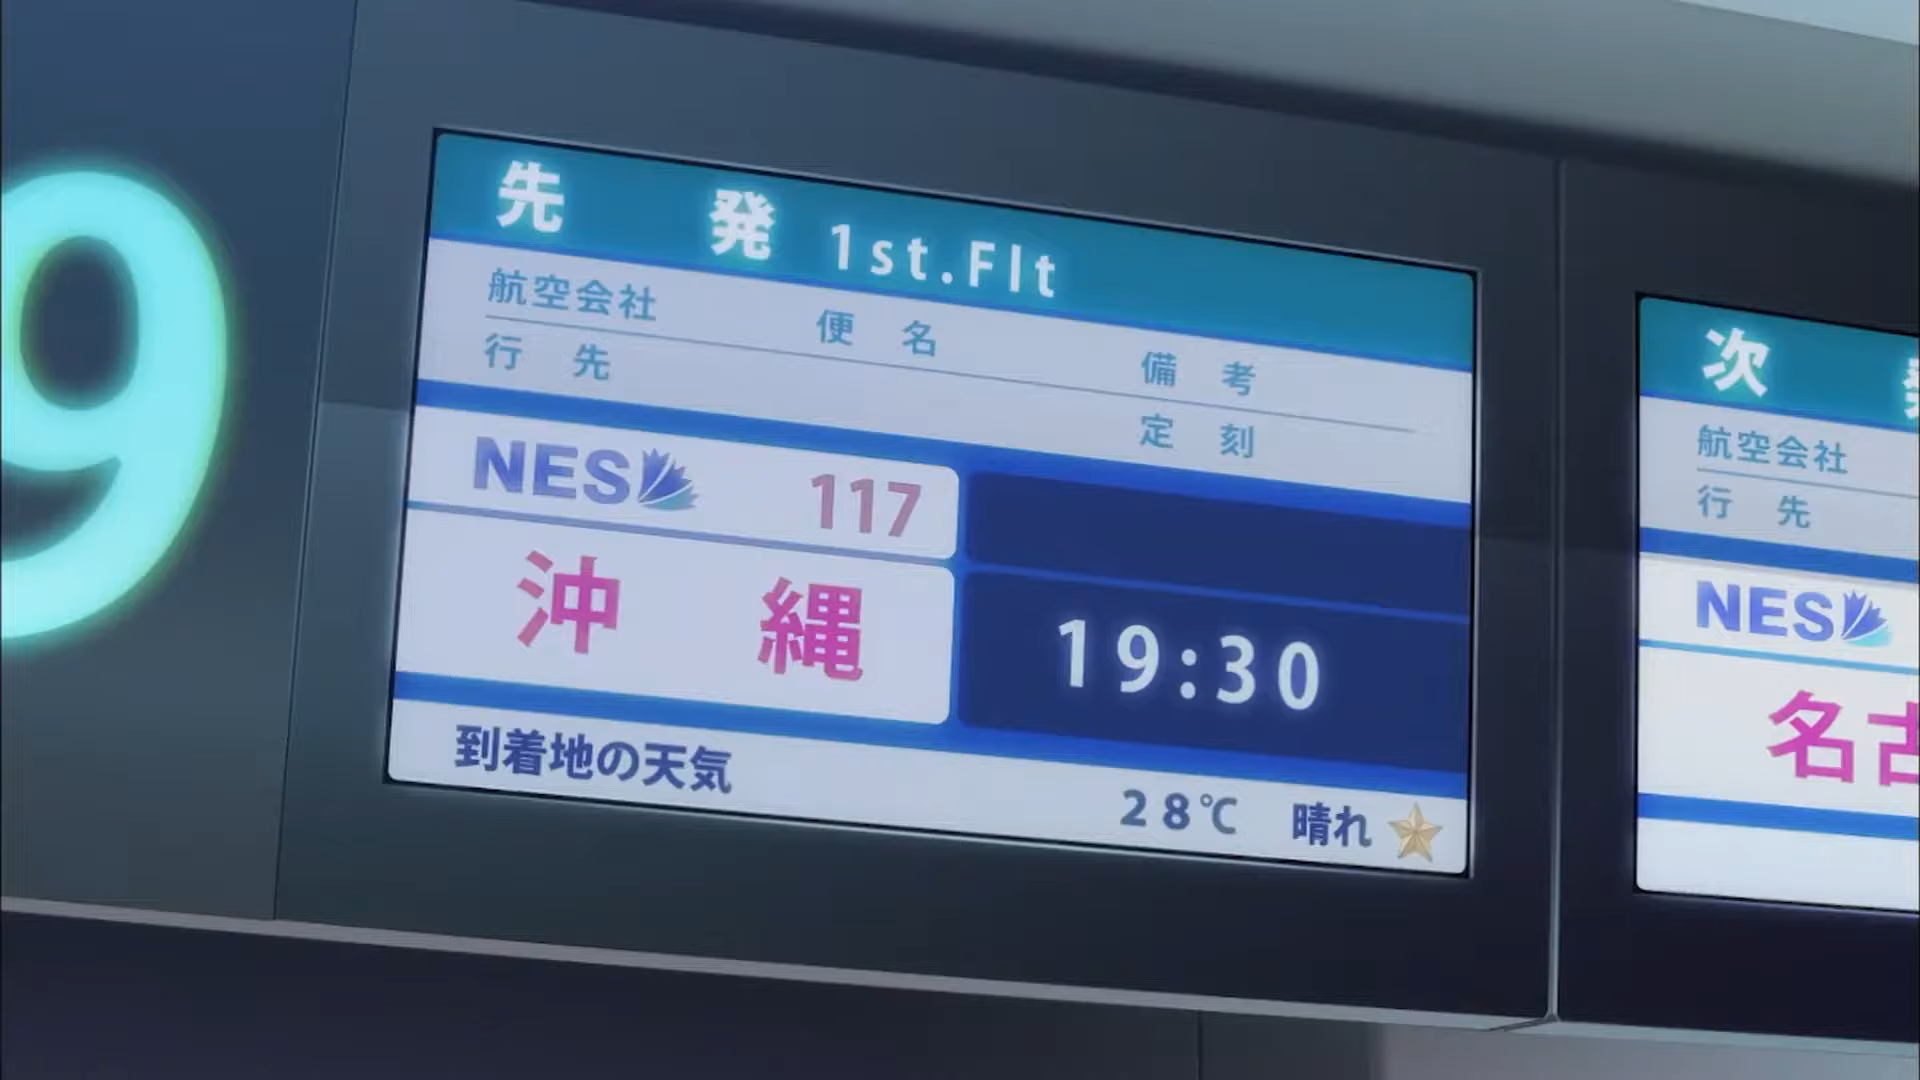 9
先 発 1st.Flt
航空会社 便 名 備 考
行 先 定 刻
NES 117
沖 縄 19:30
到着地の天気 28℃ 晴れ
次
航空会社
行 先
NES
名古